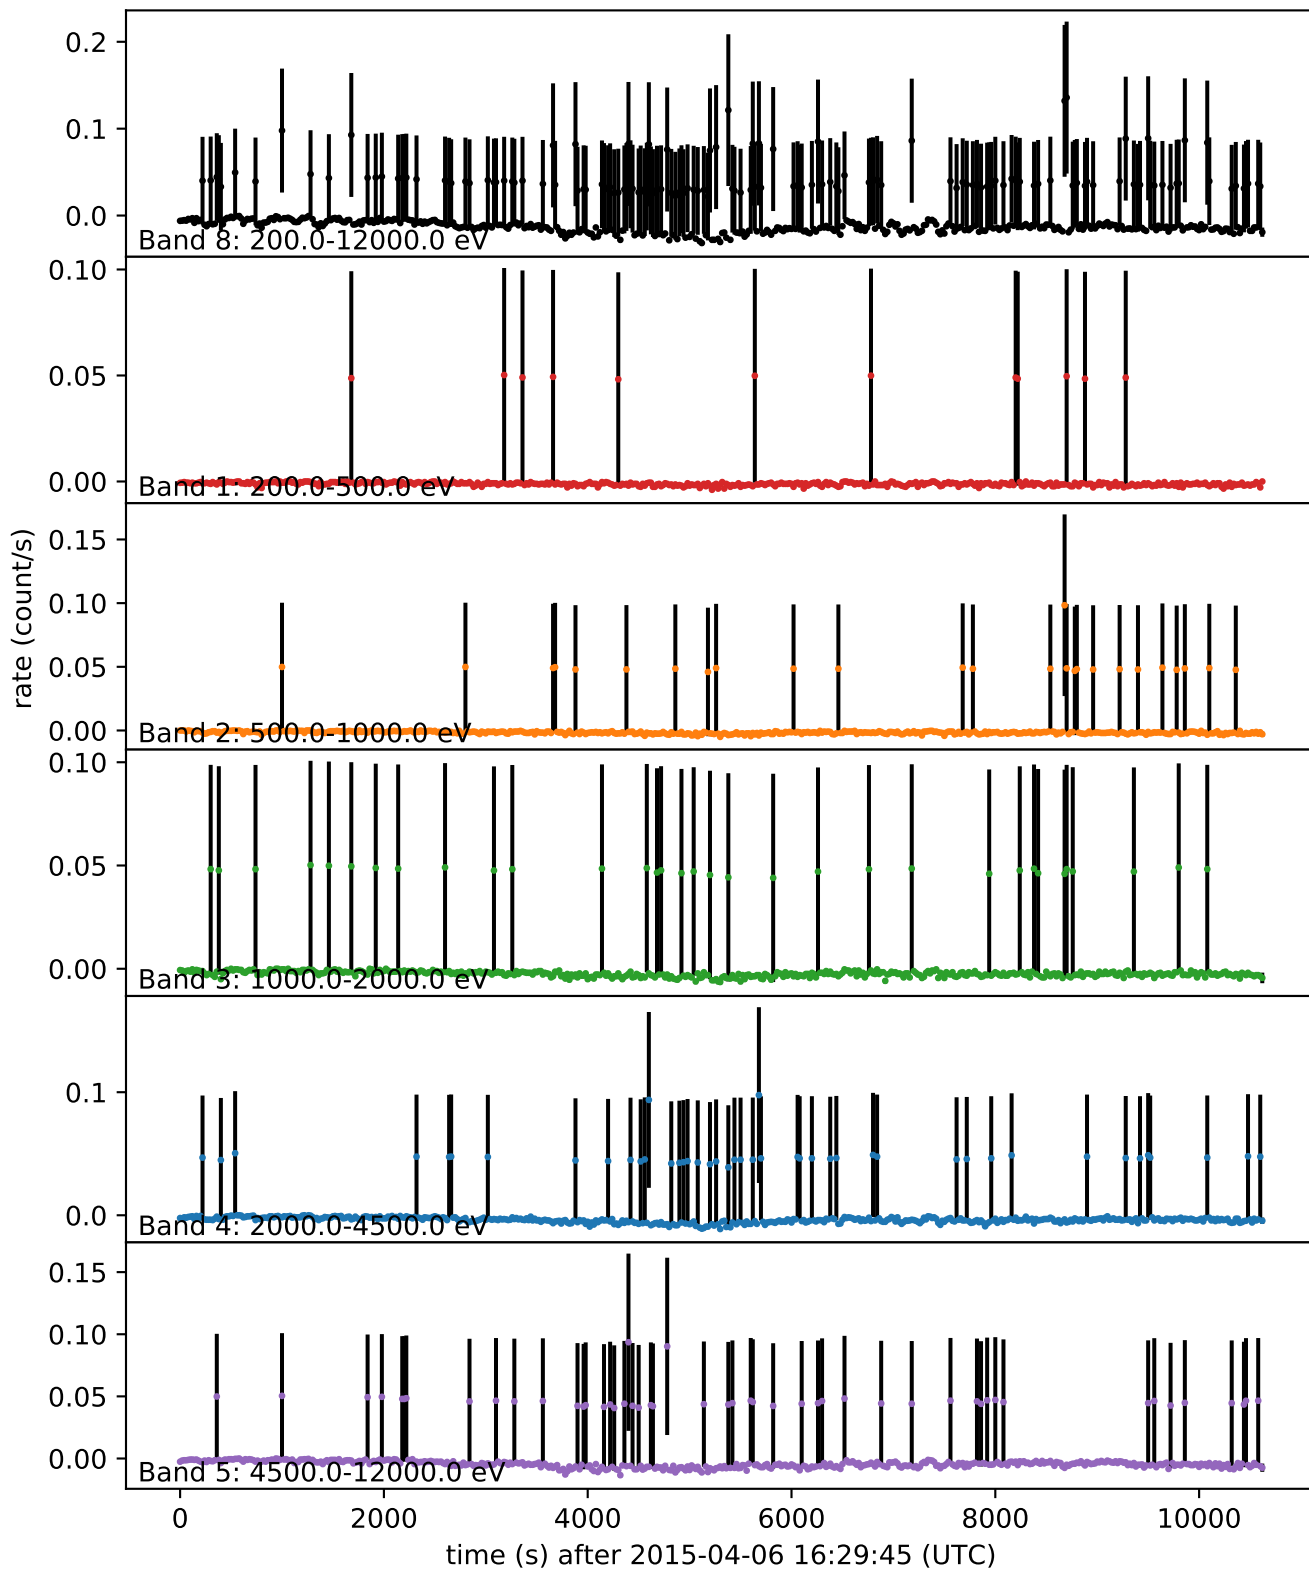 0.2
0.1
0.0
Band 8: 200.0-12000.0 eV
0.10
0.05
0.00
Band 1: 200.0-500.0 eV
0.15
0.10
0.05
0.00
Band 2: 500.0-1000.0 eV
rate (count/s)
0.10
0.05
0.00
Band 3: 1000.0-2000.0 eV
0.1
0.0
Band 4: 2000.0-4500.0 eV
0.15
0.10
0.05
0.00
Band 5: 4500.0-12000.0 eV
0 2000 4000 6000 8000 10000
time (s) after 2015-04-06 16:29:45 (UTC)